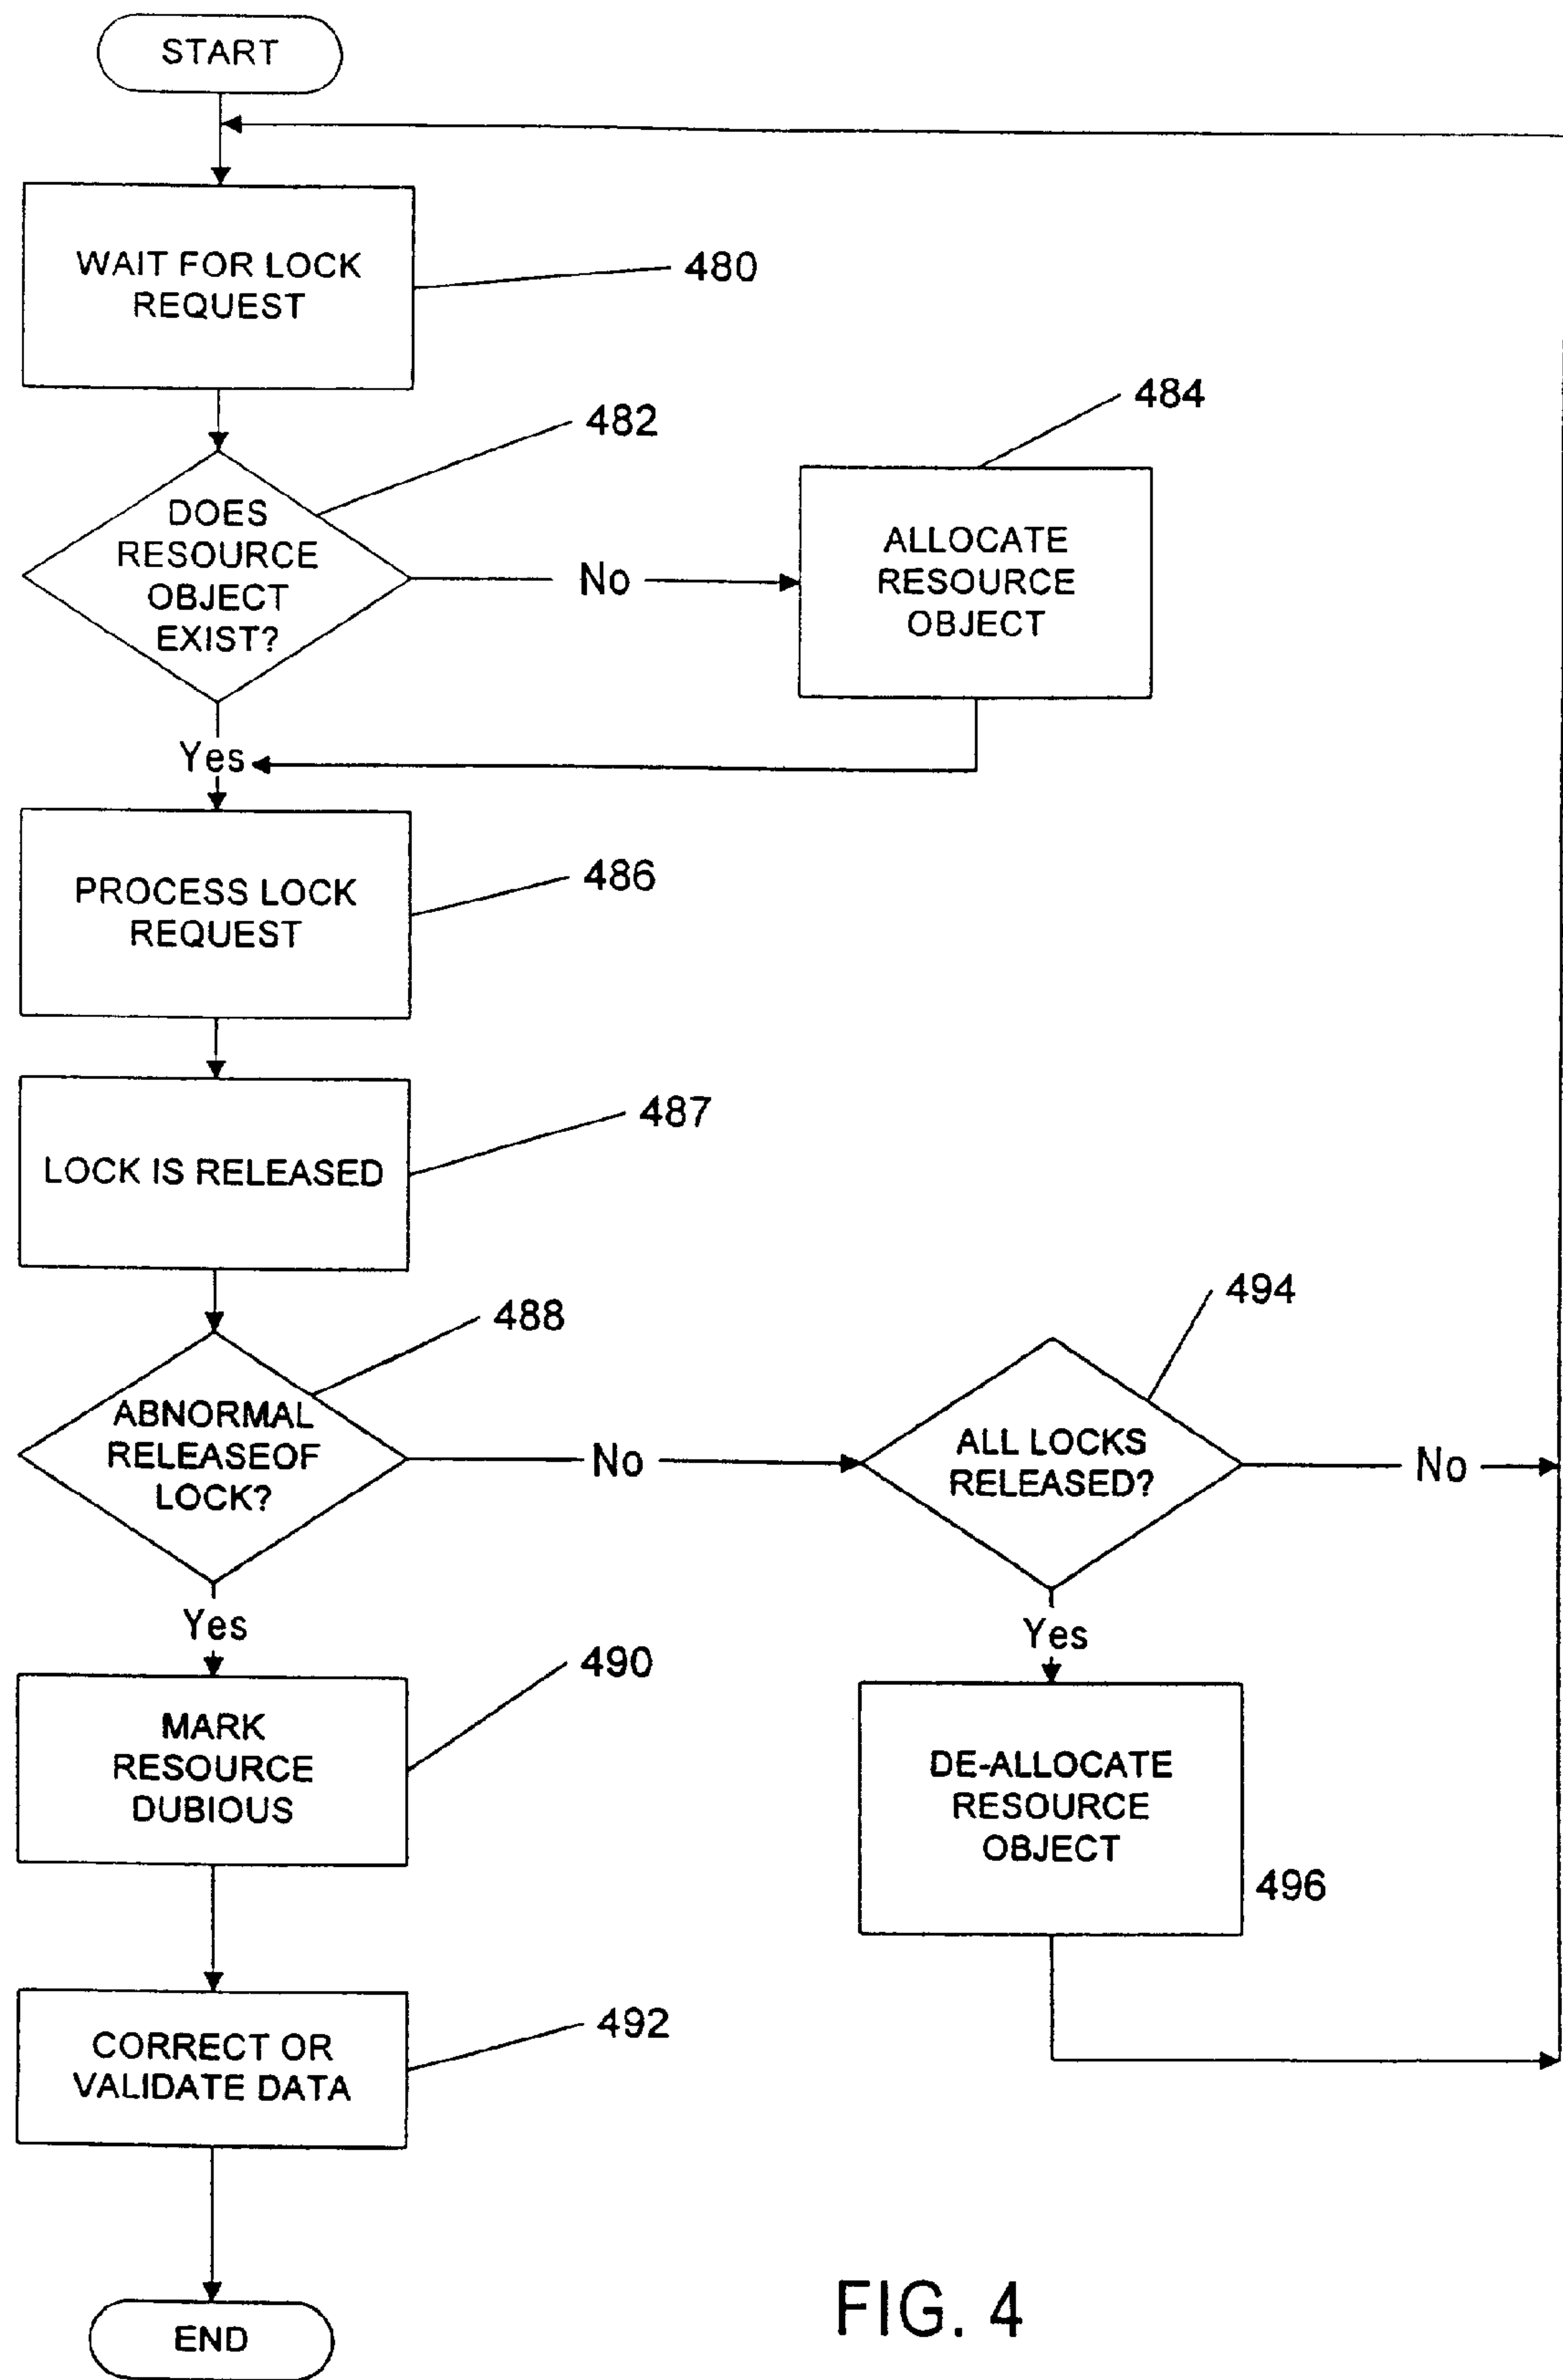 START
WAIT FOR LOCK
REQUEST
480
482
484
DOES
RESOURCE
OBJECT
EXIST?
No
ALLOCATE
RESOURCE
OBJECT
Yes
PROCESS LOCK
REQUEST
486
LOCK IS RELEASED
487
488
494
ABNORMAL
RELEASEOF
LOCK?
No
ALL LOCKS
RELEASED?
No
Yes
Yes
MARK
RESOURCE
DUBIOUS
490
DE-ALLOCATE
RESOURCE
OBJECT
496
CORRECT OR
VALIDATE DATA
492
END
FIG. 4